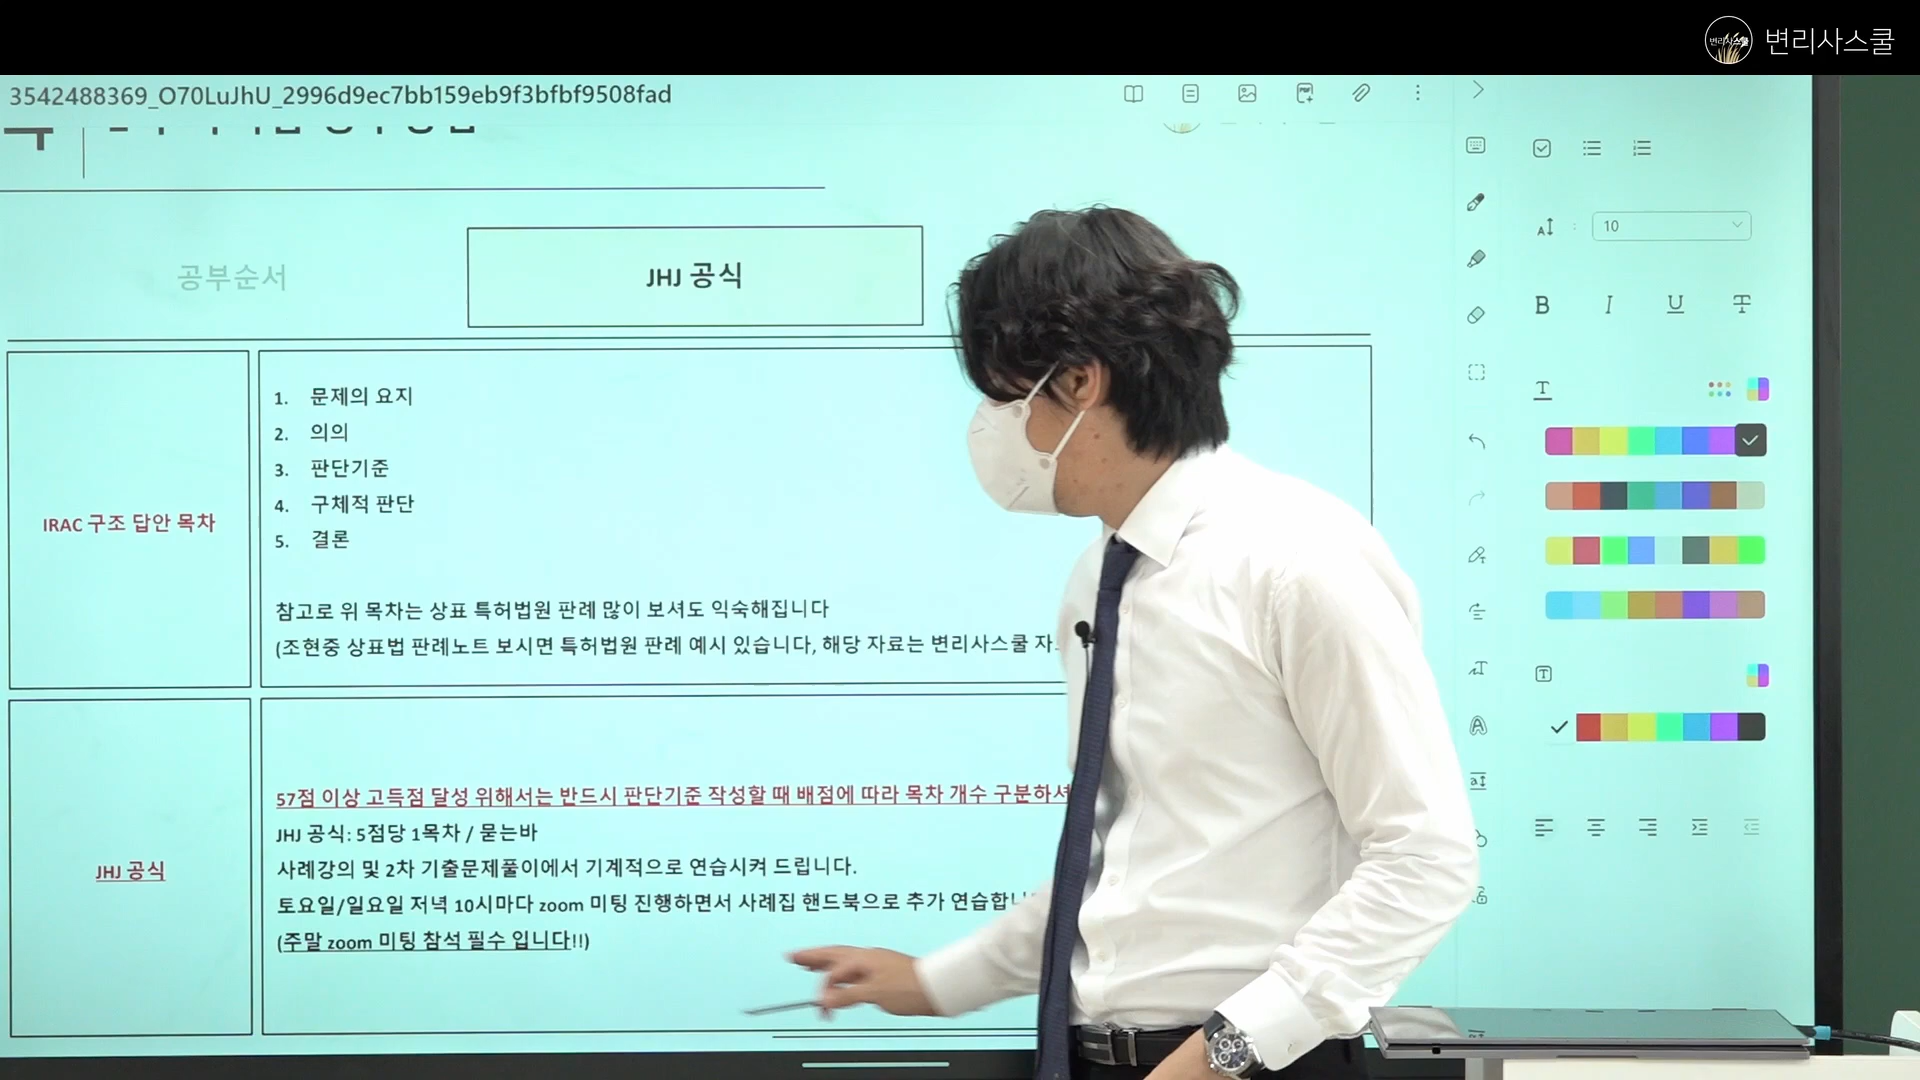 변리사스쿨
3542488369_O70LuJhU_2996d9ec7bb159eb9f3bfbf9508fad
공부순서
JHJ 공식
IRAC 구조 답안 목차
1. 문제의 요지
2. 의의
3. 판단기준
4. 구체적 판단
5. 결론
참고로 위 목차는 상표 특허법원 판례 많이 보셔도 익숙해집니다
(조현중 상표법 판례노트 보시면 특허법원 판례 예시 있습니다, 해당 자료는 변리사스쿨
JHJ 공식
57점 이상 고득점 달성 위해서는 반드시 판단기준 작성할 때 배점에 따라 목차 개수
JHJ 공식: 5점당 1목차 / 묻는바
사례강의 및 2차 기출문제풀이에서 기계적으로 연습시켜 드립니다.
토요일/일요일 저녁 10시마다 zoom 미팅 진행하면서 사례집 핸드북으로 추가
(주말 zoom 미팅 참석 필수 입니다!!)
10
B I U T